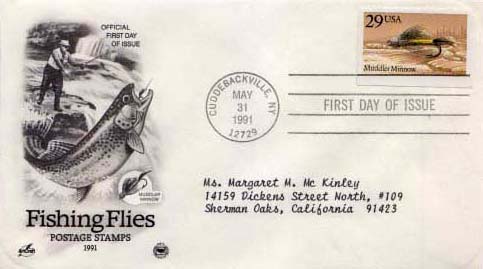 OFFICIAL
FIRST DAY
OF ISSUE
MUDDLER
MINNOW
Fishing Flies
POSTAGE STAMPS
1991
ArtCraft
29 USA
Muddler Minnow
CUDDEBACKVILLE, NY
MAY
31
1991
12729
FIRST DAY OF ISSUE
Ms. Margaret M. Mc Kinley
14159 Dickens Street North, #109
Sherman Oaks, California 91423